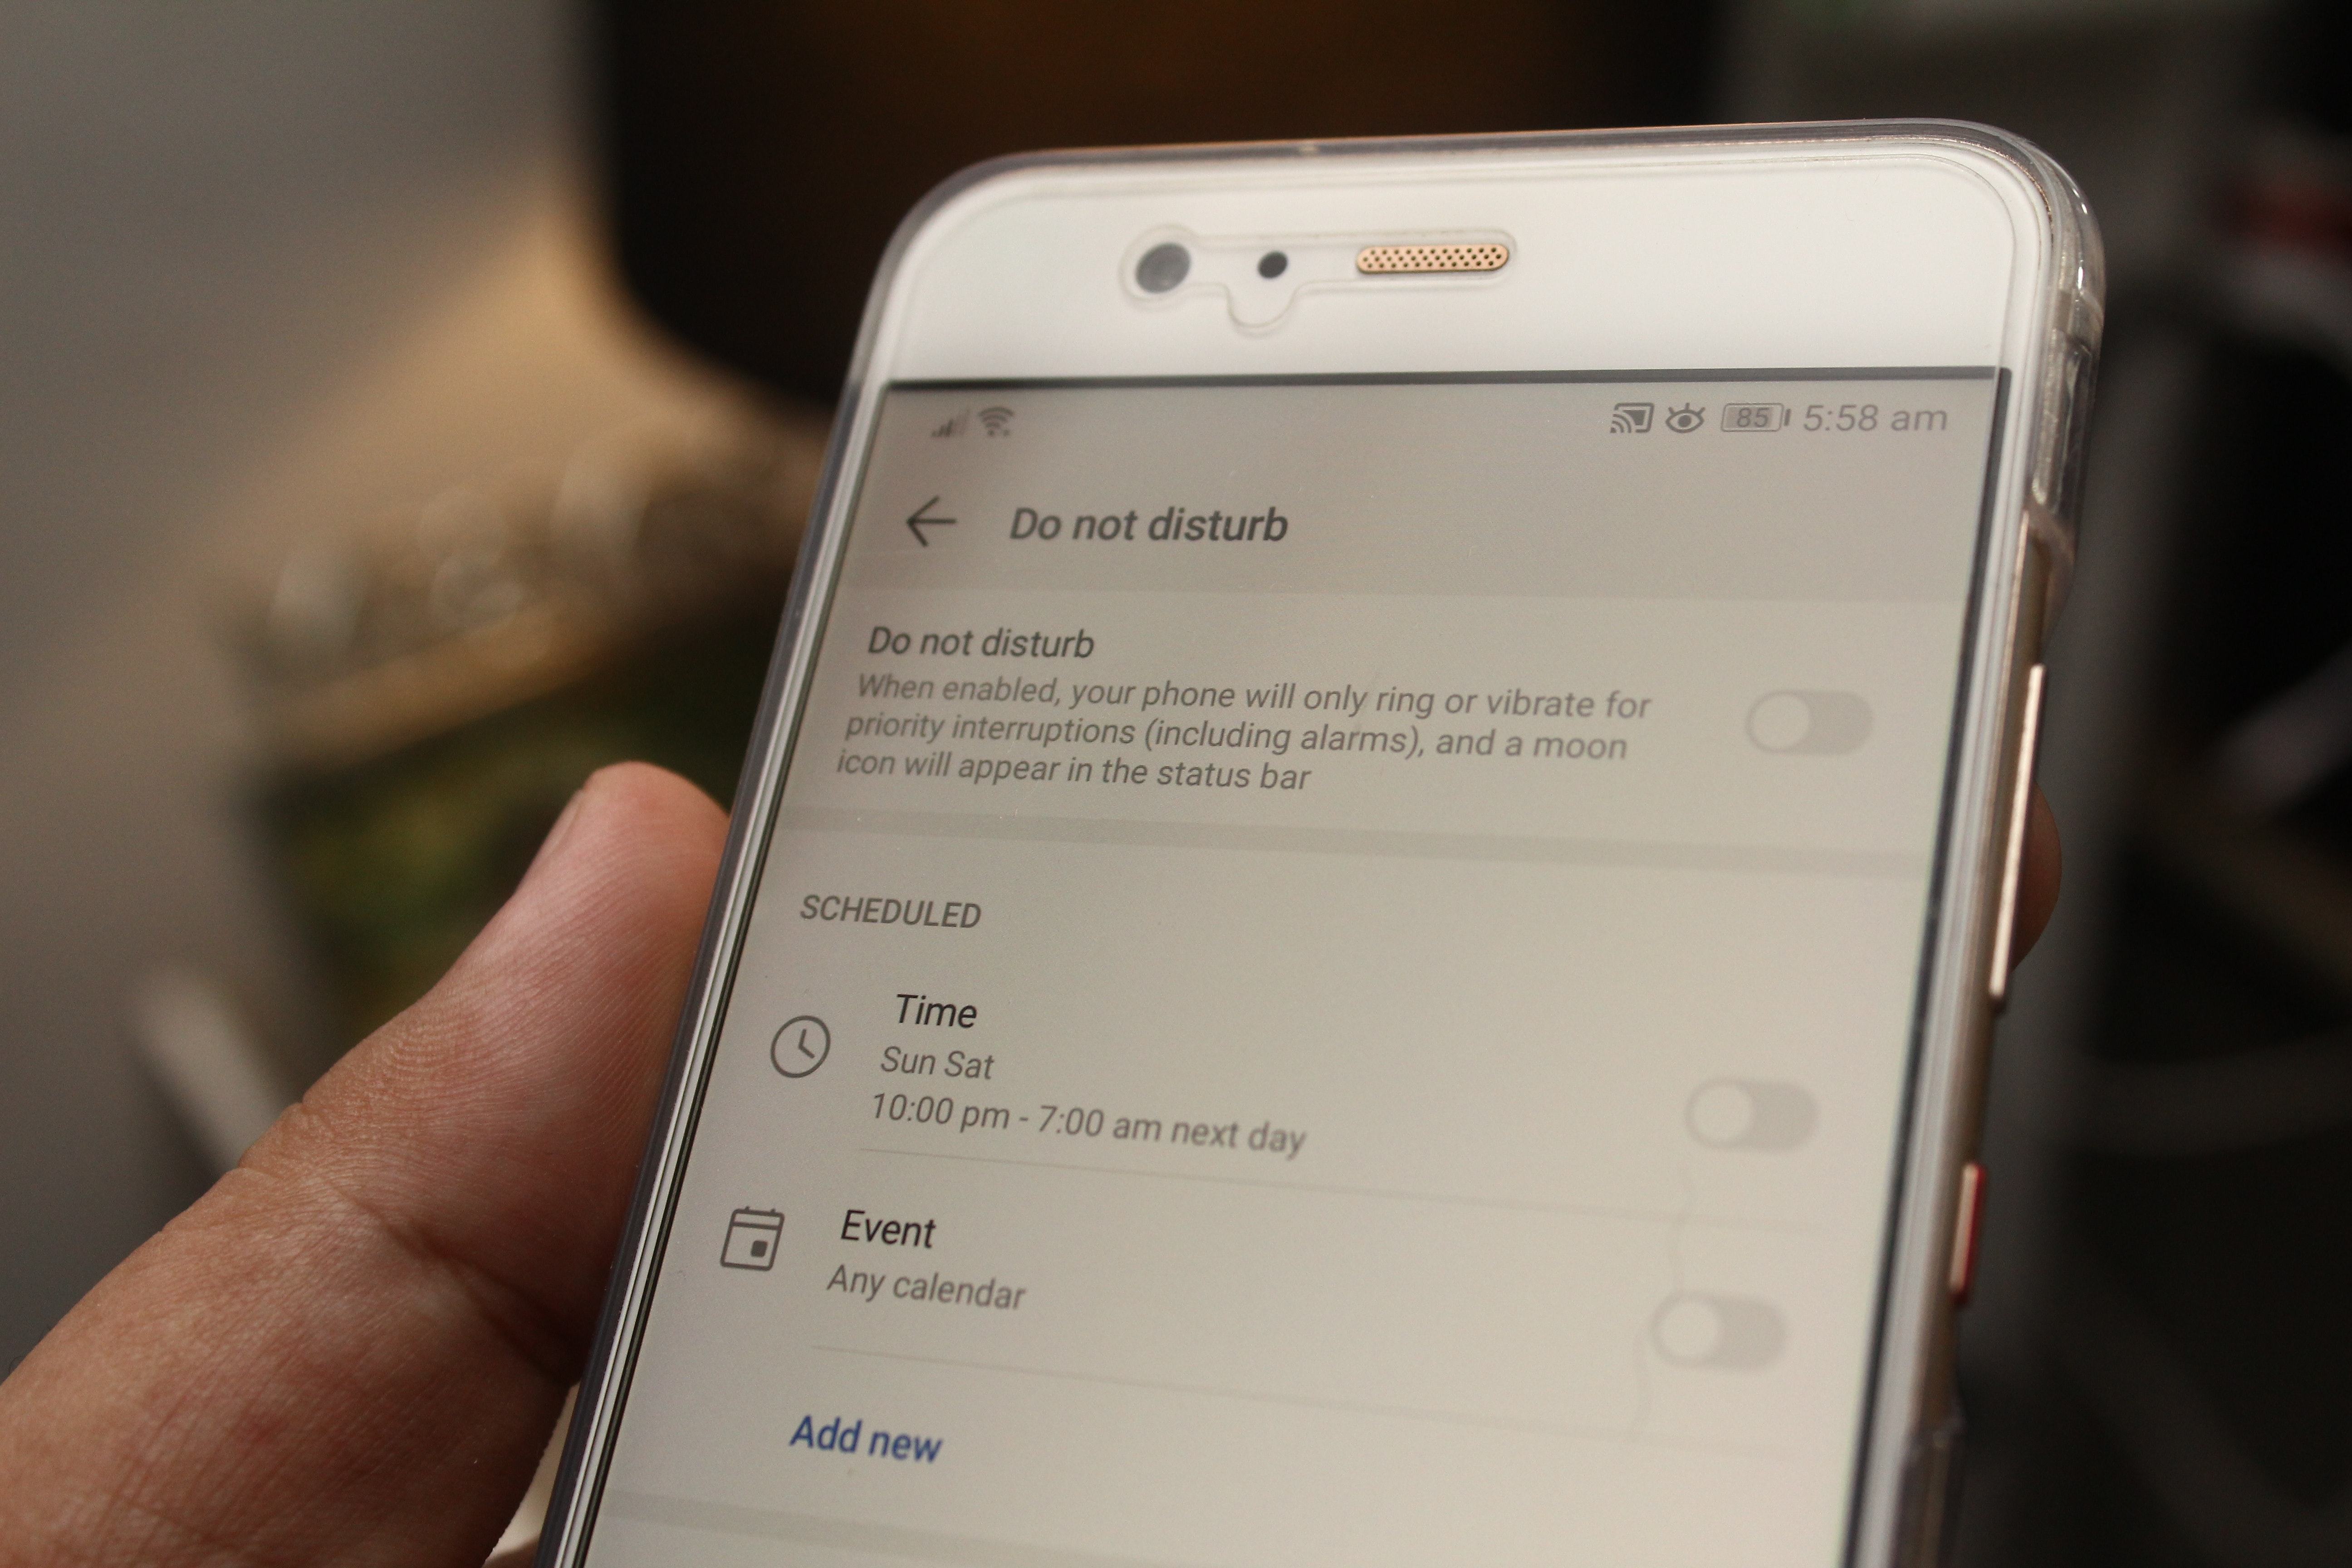 85 5:58 am
Do not disturb
Do not disturb
When enabled, your phone will only ring or vibrate for
priority interruptions (including alarms), and a moon
icon will appear in the status bar
SCHEDULED
Time
Sun Sat
10:00 pm - 7:00 am next day
Event
Any calendar
Add new